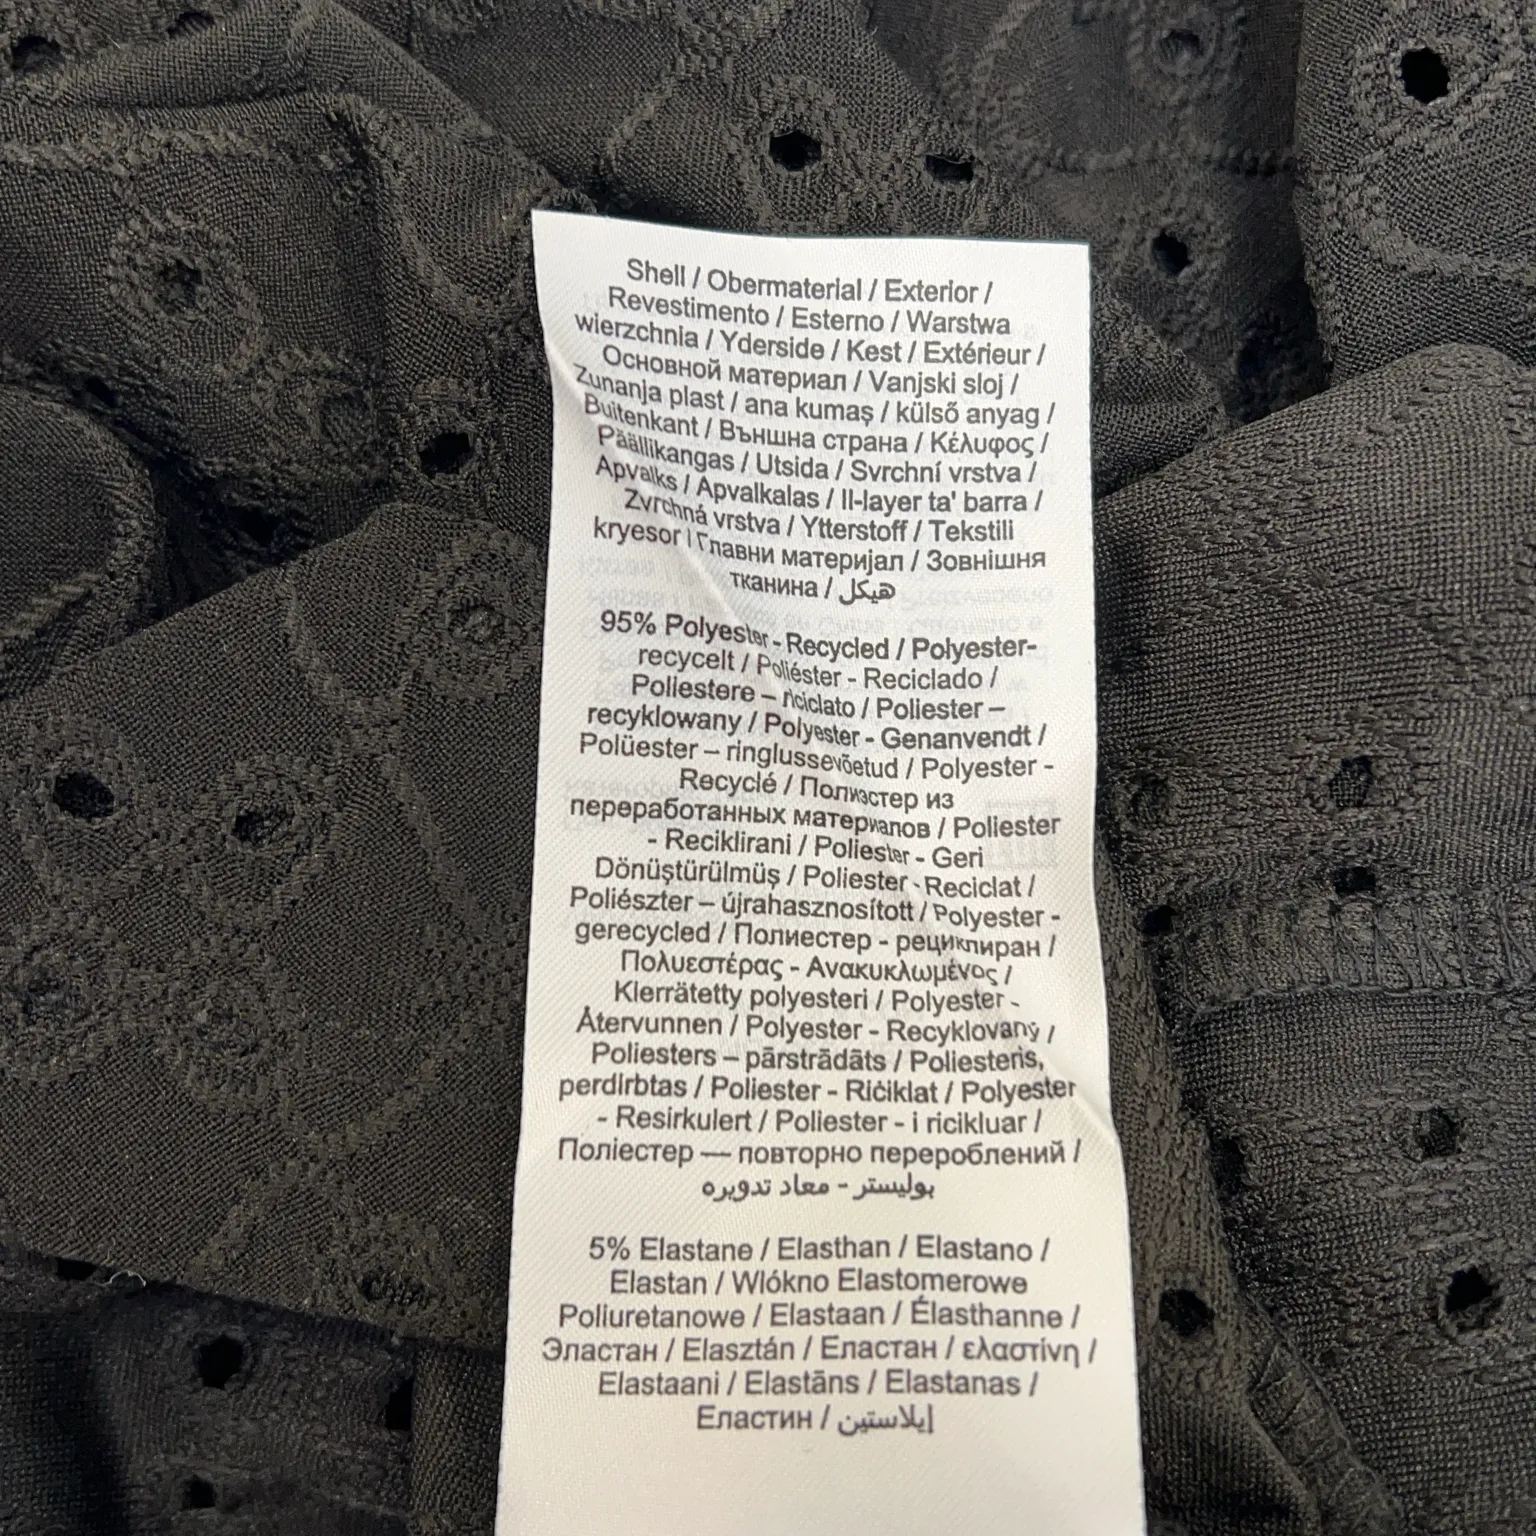 Shell / Obermaterial / Exterior /
Revestimento / Esterno / Warstwa
wierzchnia / Yderside / Kest / Extérieur /
Основной материал / Vanjski sloj /
Zunanja plast / ana kumaş / külső anyag /
Buitenkant / Външна страна / Κέλυφος /
Päällikangas / Utsida / Svrchní vrstva /
Apvalks / Apvalkalas / Il-layer ta' barra /
Zvrchná vrstva / Ytterstoff / Tekstili
kryesor / Главни материјал / Зовнішня
тканина / هيكل
95% Polyester - Recycled / Polyester-
recycelt / Poliéster - Reciclado /
Poliestere – riciclato / Poliester –
recyklowany / Polyester - Genanvendt /
Polüester – ringlussevõetud / Polyester -
Recyclé / Полиэстер из
переработанных материалов / Poliester
- Reciklirani / Poliester - Geri
Dönüştürülmüş / Poliester - Reciclat /
Poliészter – újrahasznosított / Polyester -
gerecycled / Полиестер - рециклиран /
Πολυεστέρας - Ανακυκλωμένος /
Kierrätetty polyesteri / Polyester -
Återvunnen / Polyester - Recyklovaný /
Poliesters – pārstrādāts / Poliesteris,
perdirbtas / Poliester - Riċiklat / Polyester
- Resirkulert / Poliester - i ricikluar /
Поліестер — повторно перероблений /
بوليستر - معاد تدويره
5% Elastane / Elasthan / Elastano /
Elastan / Włókno Elastomerowe
Poliuretanowe / Elastaan / Élasthanne /
Эластан / Elasztán / Еластан / ελαστίνη /
Elastaani / Elastāns / Elastanas /
Еластин / إيلاستين